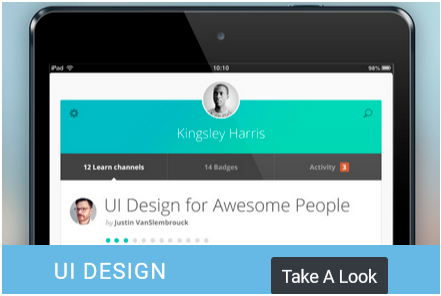 iPad 10:10 98%
Kingsley Harris
12 Learn channels 14 Badges Activity 3
UI Design for Awesome People
by Justin VanSlembrouck
UI DESIGN Take A Look